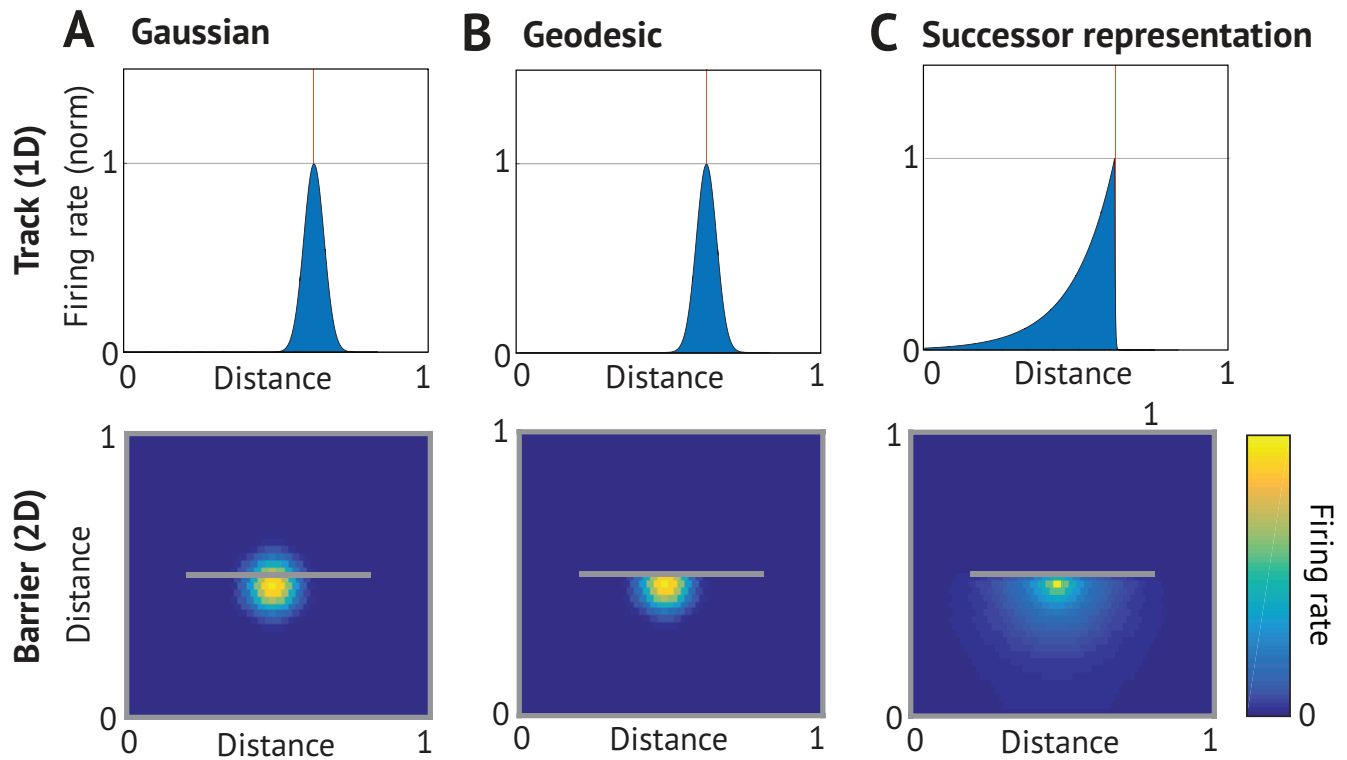 A Gaussian
B Geodesic
C Successor representation
Track (1D)
Firing rate (norm)
1
0
0
Distance
1
1
0
0
Distance
1
1
0
0
Distance
1
Barrier (2D)
Distance
1
0
0
Distance
1
1
0
0
Distance
1
1
0
0
Distance
1
1
0
Firing rate